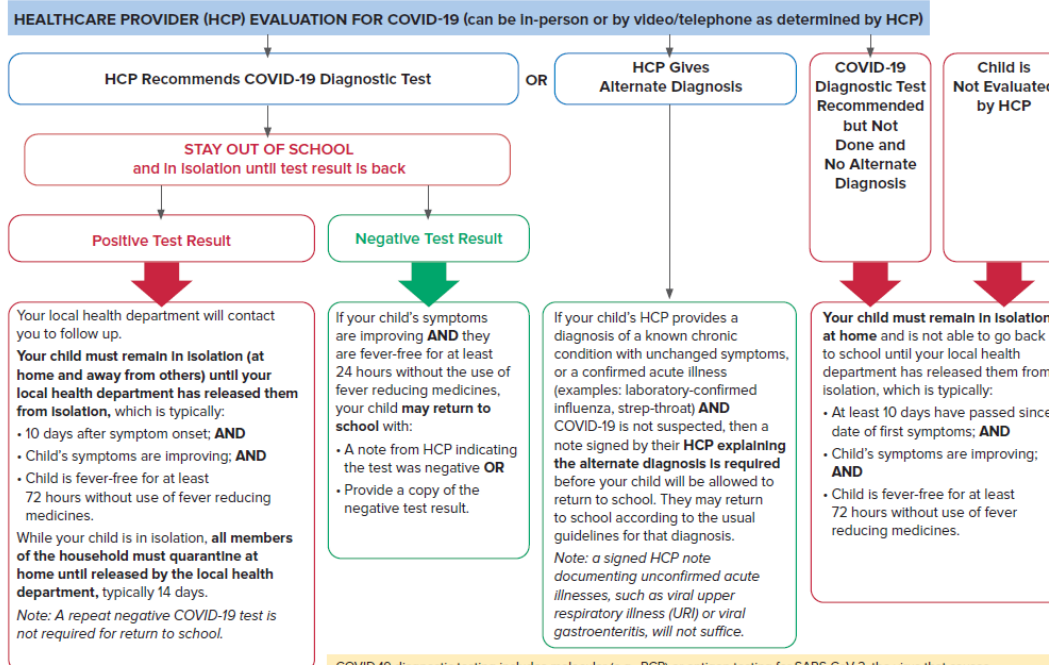 HEALTHCARE PROVIDER (HCP) EVALUATION FOR COVID-19 (can be in-person or by video/telephone as determined by HCP)
HCP Recommends COVID-19 Diagnostic Test
OR
HCP Gives
Alternate Diagnosis
COVID-19
Diagnostic Test
Recommended
but Not
Done and
No Alternate
Diagnosis
Child is
Not Evaluated
by HCP
STAY OUT OF SCHOOL
and in isolation until test result is back
Positive Test Result
Negative Test Result
Your local health department will contact
you to follow up.
Your child must remain in isolation (at
home and away from others) until your
local health department has released them
from isolation, which is typically:
• 10 days after symptom onset; AND
• Child's symptoms are improving; AND
• Child is fever-free for at least
72 hours without use of fever reducing
medicines.
While your child is in isolation, all members
of the household must quarantine at
home until released by the local health
department, typically 14 days.
Note: A repeat negative COVID-19 test is
not required for return to school.
If your child's symptoms
are improving AND they
are fever-free for at least
24 hours without the use of
fever reducing medicines,
your child may return to
school with:
• A note from HCP indicating
the test was negative OR
• Provide a copy of the
negative test result.
If your child's HCP provides a
diagnosis of a known chronic
condition with unchanged symptoms,
or a confirmed acute illness
(examples: laboratory-confirmed
influenza, strep-throat) AND
COVID-19 is not suspected, then a
note signed by their HCP explaining
the alternate diagnosis is required
before your child will be allowed to
return to school. They may return
to school according to the usual
guidelines for that diagnosis.
Note: a signed HCP note
documenting unconfirmed acute
illnesses, such as viral upper
respiratory illness (URI) or viral
gastroenteritis, will not suffice.
Your child must remain in isolation
at home and is not able to go back
to school until your local health
department has released them from
isolation, which is typically:
• At least 10 days have passed since
date of first symptoms; AND
• Child's symptoms are improving;
AND
• Child is fever-free for at least
72 hours without use of fever
reducing medicines.